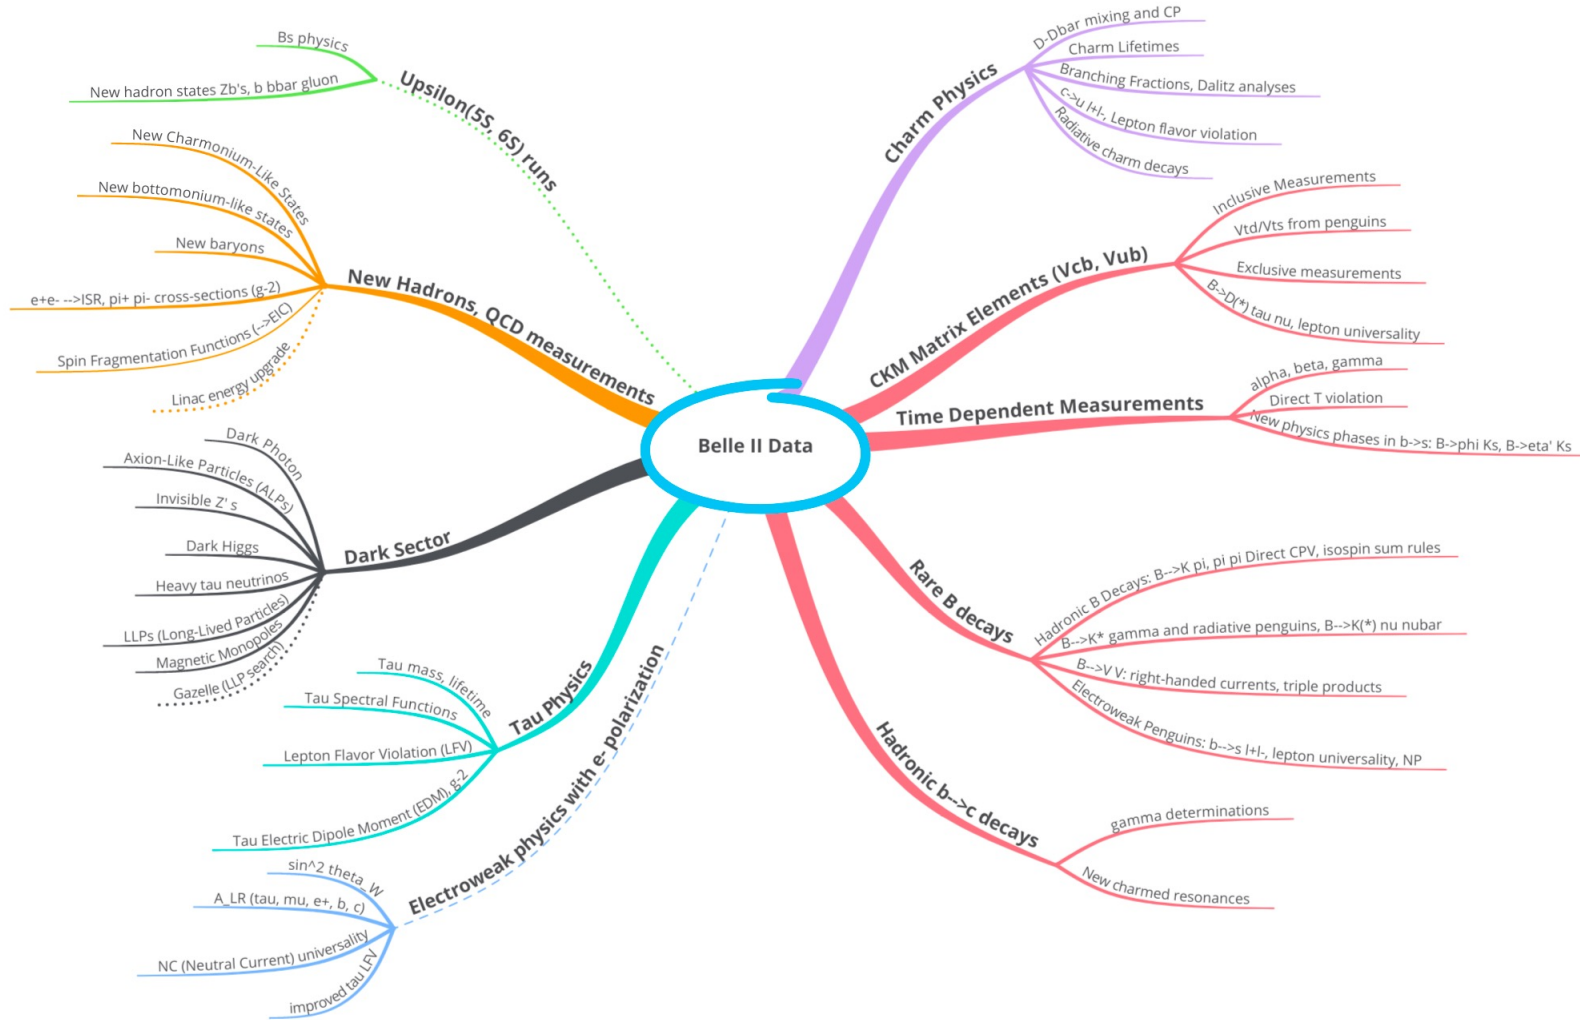 Belle II Data
Charm Physics
D-Dbar mixing and CP
Charm Lifetimes
Branching Fractions, Dalitz analyses
c->u l+l-, Lepton flavor violation
Radiative charm decays
CKM Matrix Elements (Vcb, Vub)
Inclusive Measurements
Vtd/Vts from penguins
Exclusive measurements
B->D(*) tau nu, lepton universality
Time Dependent Measurements
alpha, beta, gamma
Direct T violation
New physics phases in b->s: B->phi Ks, B->eta' Ks
Rare B decays
Hadronic B Decays: B-->K pi, pi pi Direct CPV, isospin sum rules
B-->K* gamma and radiative penguins, B-->K(*) nu nubar
B-->V V: right-handed currents, triple products
Electroweak Penguins: b-->s l+l-, lepton universality, NP
Hadronic b-->c decays
gamma determinations
New charmed resonances
Upsilon(5S, 6S) runs
Bs physics
New hadron states Zb's, b bbar gluon
New Hadrons, QCD measurements
New Charmonium-Like States
New bottomonium-like states
New baryons
e+e- -->ISR, pi+ pi- cross-sections (g-2)
Spin Fragmentation Functions (-->EIC)
Linac energy upgrade
Dark Sector
Dark Photon
Axion-Like Particles (ALPs)
Invisible Z' s
Dark Higgs
Heavy tau neutrinos
LLPs (Long-Lived Particles)
Magnetic Monopoles
Gazelle (LLP search)
Tau Physics
Tau mass, lifetime
Tau Spectral Functions
Lepton Flavor Violation (LFV)
Tau Electric Dipole Moment (EDM), g-2
Electroweak physics with e- polarization
sin^2 theta_W
A_LR (tau, mu, e+, b, c)
NC (Neutral Current) universality
improved tau LFV